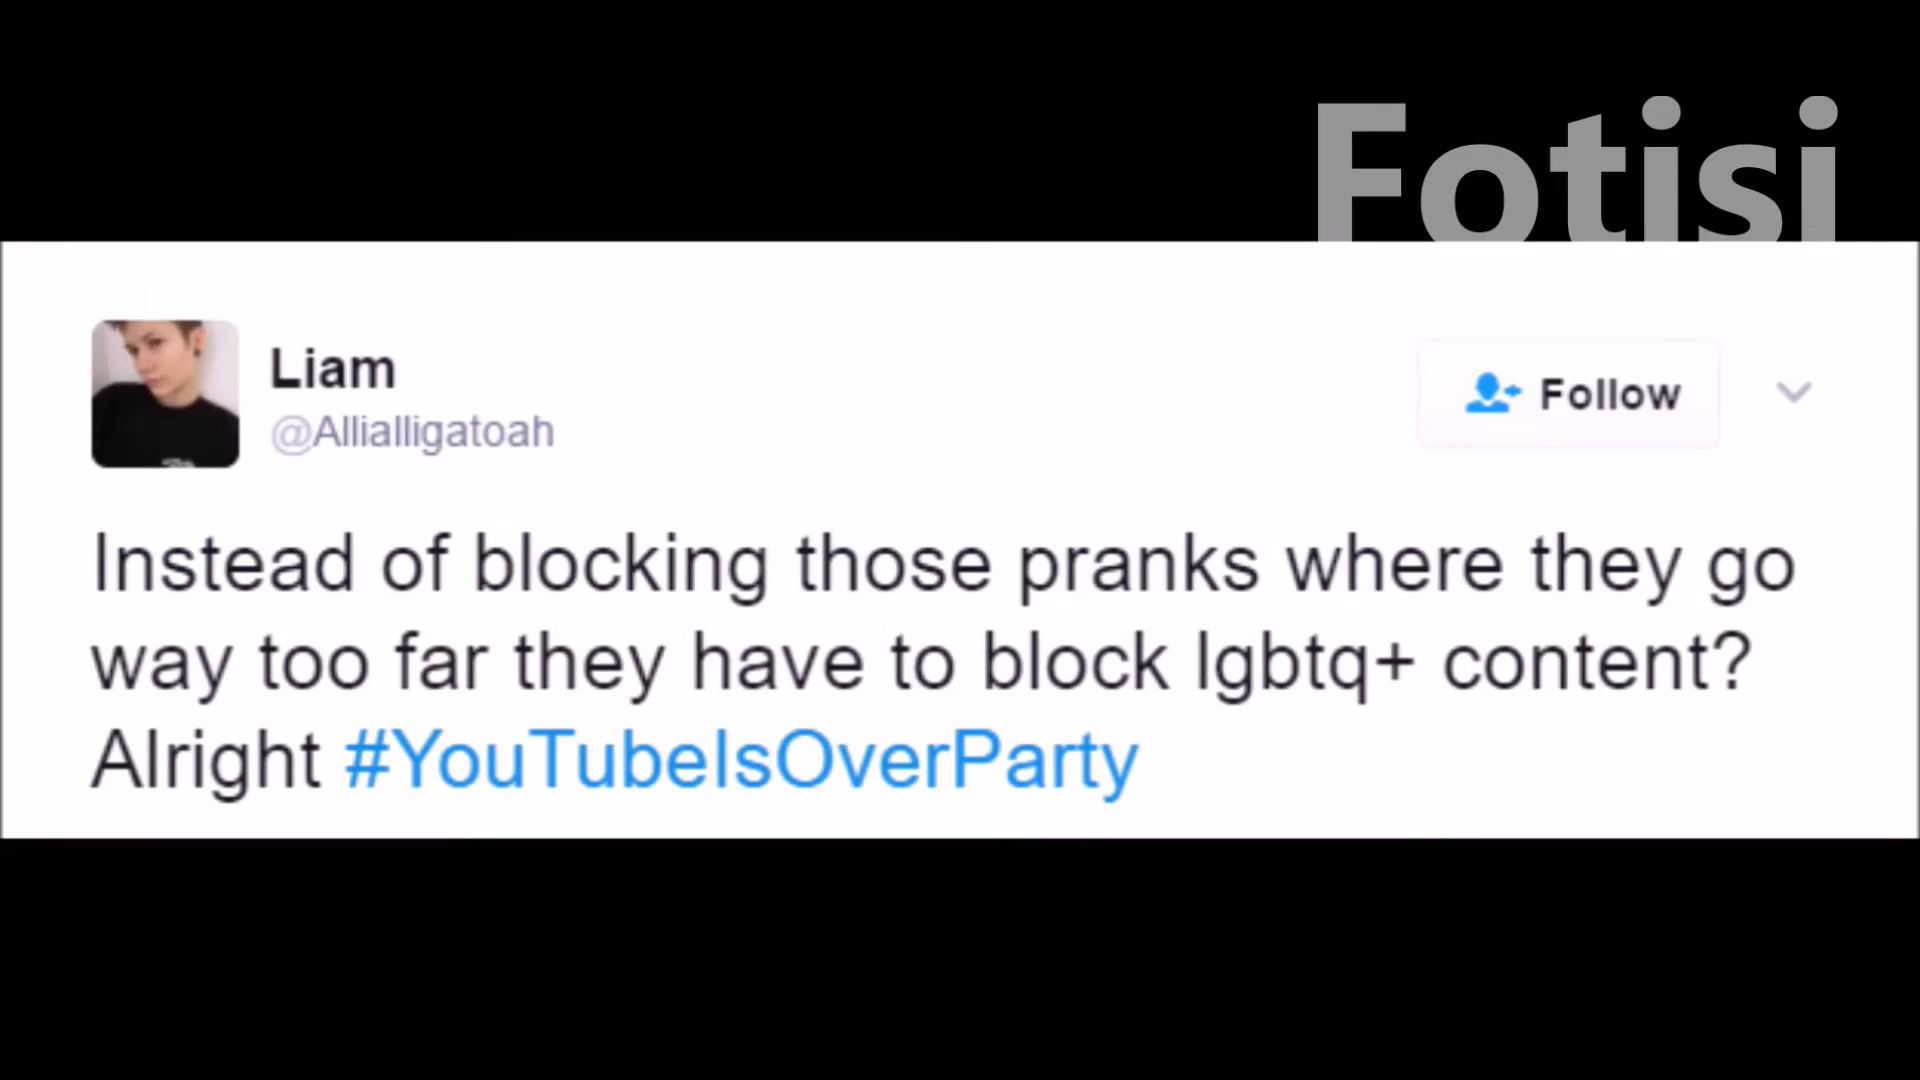 Fotisi
Liam
@Allialligatoah
Follow
Instead of blocking those pranks where they go
way too far they have to block lgbtq+ content?
Alright #YouTubeIsOverParty